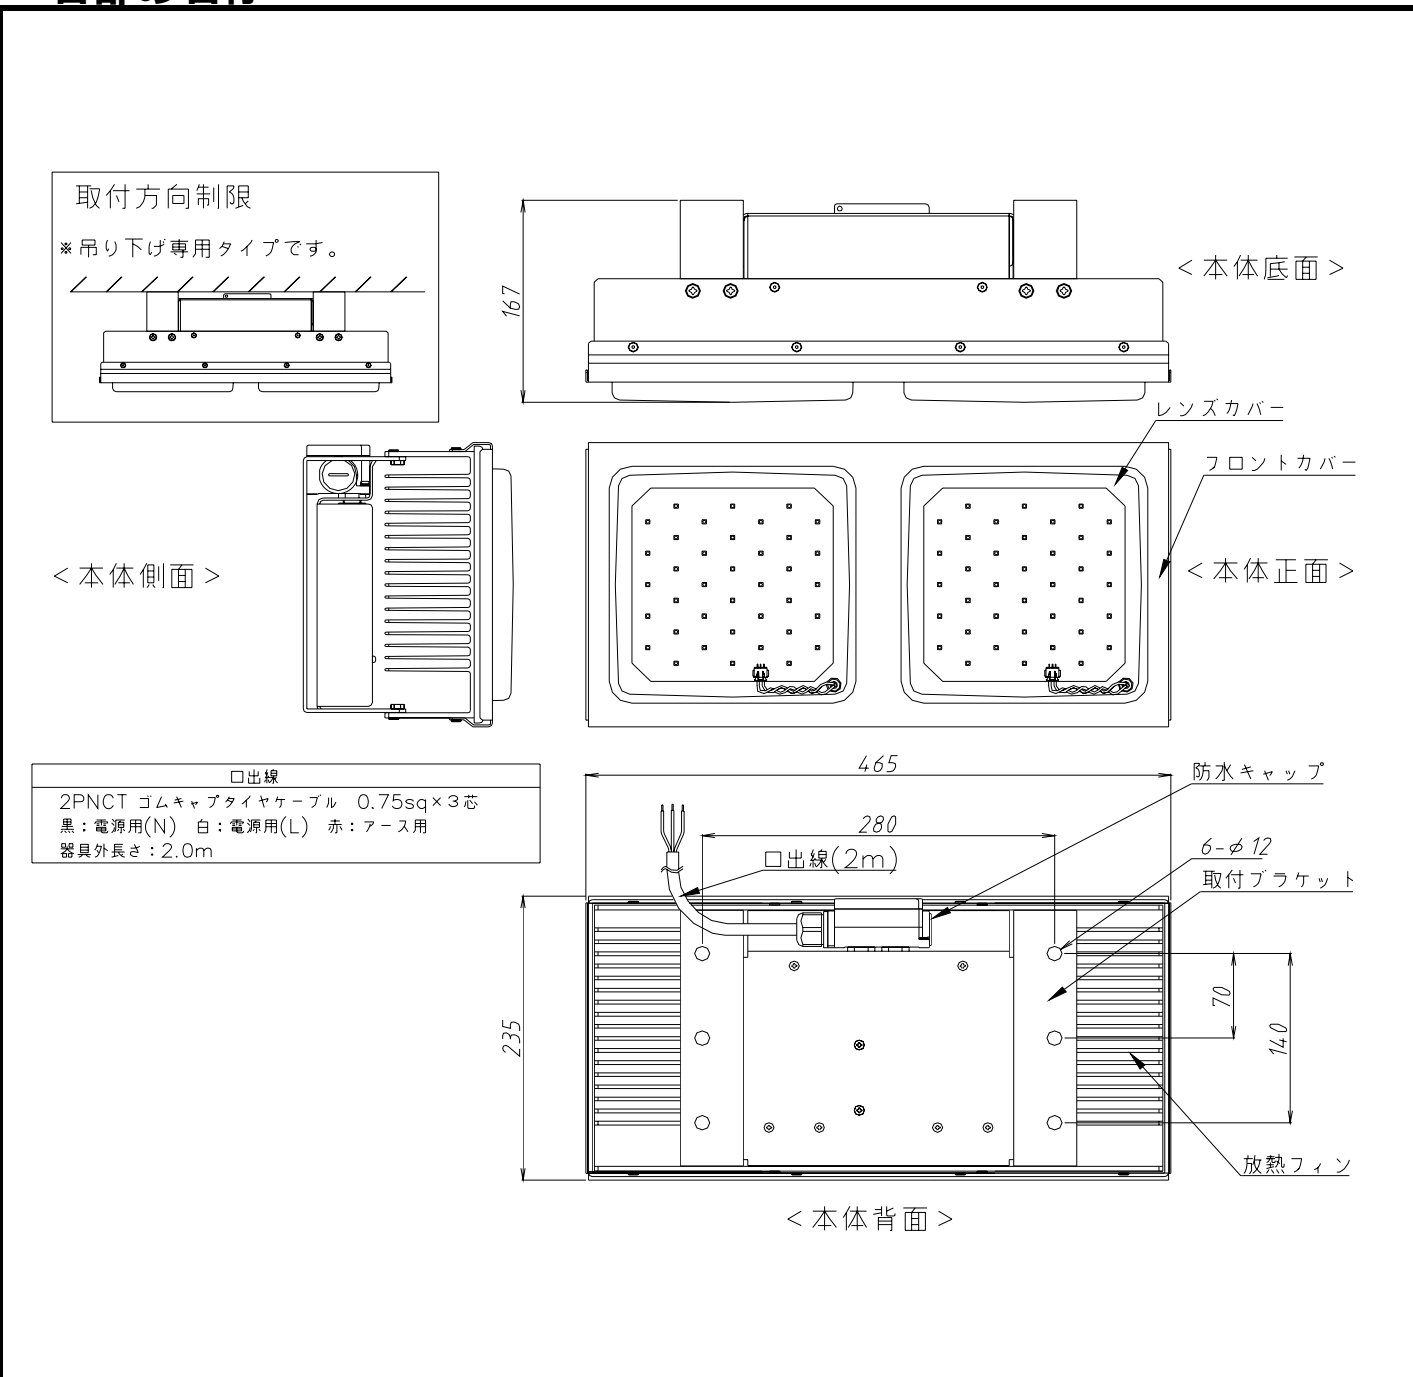 取付方向制限
※吊り下げ専用タイプです。
167
＜本体底面＞
レンズカバー
フロントカバー
＜本体側面＞
＜本体正面＞
口出線
2PNCT ゴムキャプタイヤケーブル 0.75sq×3芯
黒：電源用(N) 白：電源用(L) 赤：アース用
器具外長さ：2.0m
465
防水キャップ
280
6-φ12
口出線(2m)
取付ブラケット
70
235
140
放熱フィン
＜本体背面＞